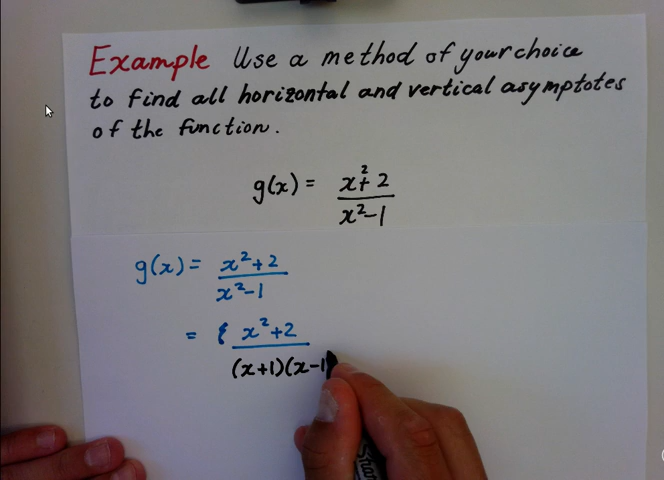 Example Use a method of your choice
to find all horizontal and vertical asymptotes
of the function.
g(x) = x²+2 / x²-1
g(x) = x²+2 / x²-1
= x²+2 / (x+1)(x-1